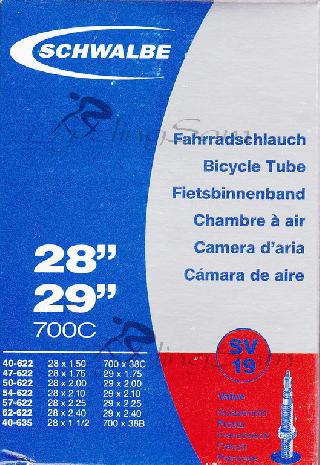 SCHWALBE
Fahrradschlauch
Bicycle Tube
Fietsbinnenband
Chambre à air
Camera d'aria
Cámara de aire
28"
29"
700C
40-622 28 x 1.50 700 x 38C
47-622 28 x 1.75 29 x 1.75
50-622 28 x 2.00 29 x 2.00
54-622 28 x 2.10 29 x 2.10
57-622 28 x 2.25 29 x 2.25
62-622 28 x 2.40 29 x 2.40
40-635 28 x 1 1/2 700 x 38B
SV
19
Valve